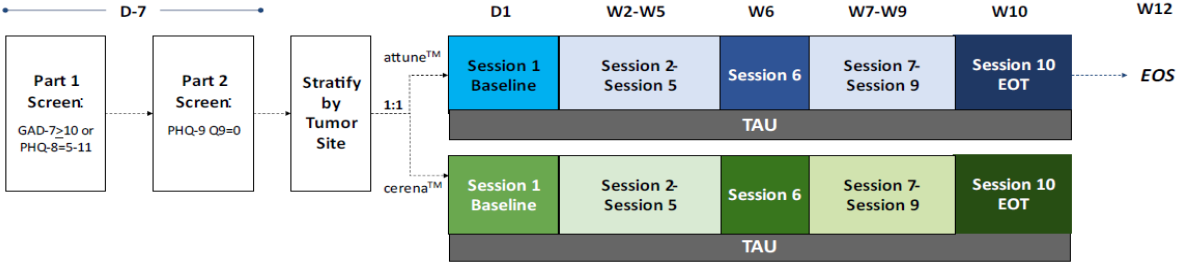 D-7
D1
W2-W5
W6
W7-W9
W10
W12
Part 1
Screen:
GAD-7≥10 or
PHQ-8=5-11
Part 2
Screen:
PHQ-9 Q9=0
Stratify
by
Tumor
Site
1:1
attune™
Session 1
Baseline
Session 2-
Session 5
Session 6
Session 7-
Session 9
Session 10
EOT
EOS
TAU
cerena™
Session 1
Baseline
Session 2-
Session 5
Session 6
Session 7-
Session 9
Session 10
EOT
TAU